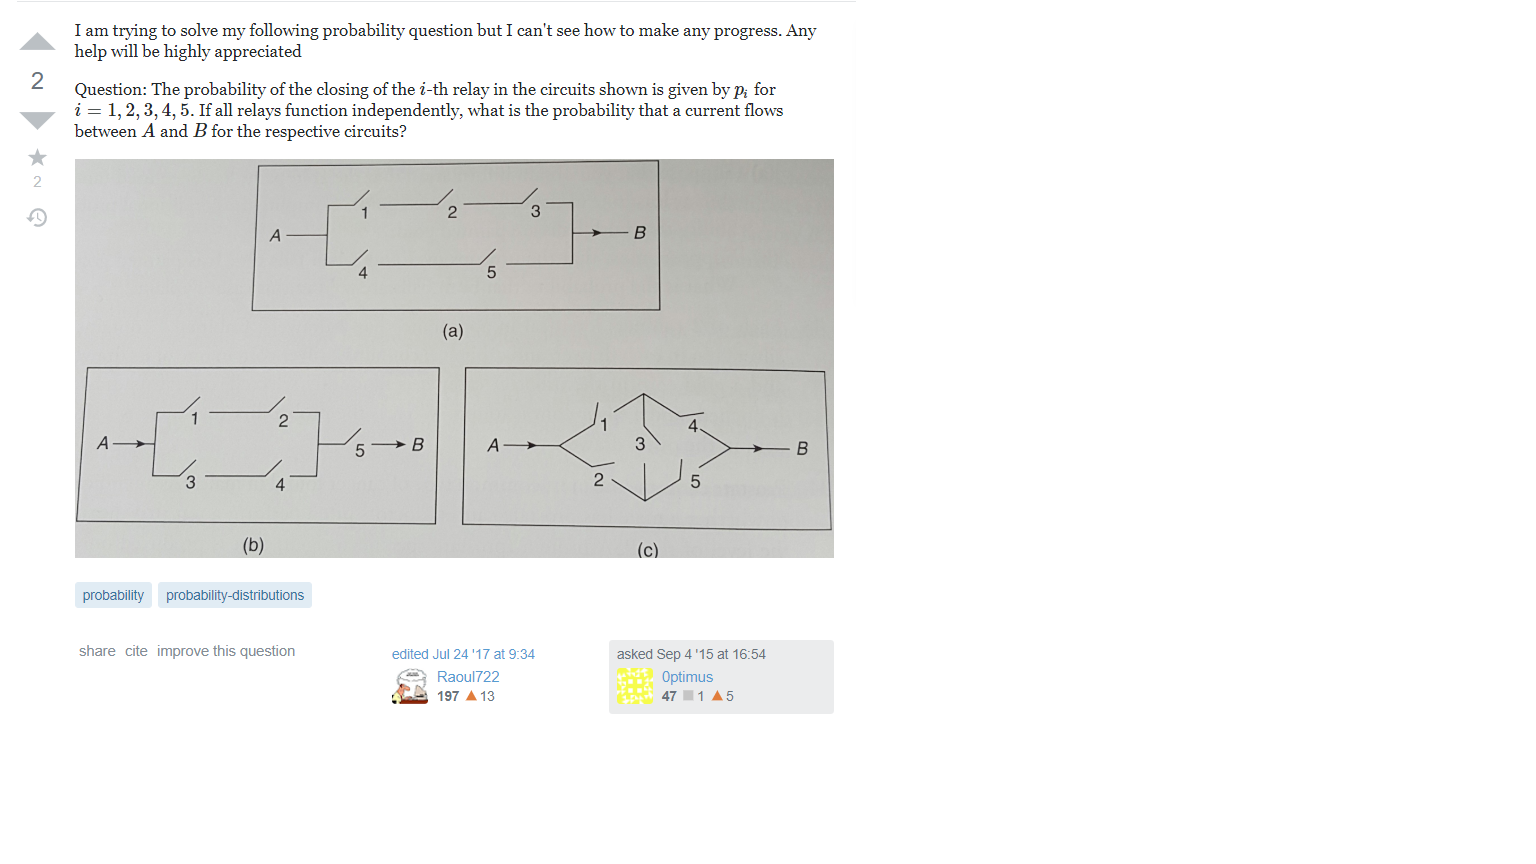 I am trying to solve my following probability question but I can't see how to make any progress. Any
help will be highly appreciated
2
Question: The probability of the closing of the i-th relay in the circuits shown is given by pᵢ for
i = 1, 2, 3, 4, 5. If all relays function independently, what is the probability that a current flows
between A and B for the respective circuits?
2
1
2
3
A
B
4
5
(a)
1
2
A
5
B
3
4
(b)
1
4
A
3
B
2
5
(c)
probability probability-distributions
share cite improve this question
edited Jul 24 '17 at 9:34
Raoul722
197 13
asked Sep 4 '15 at 16:54
0ptimus
47 1 5